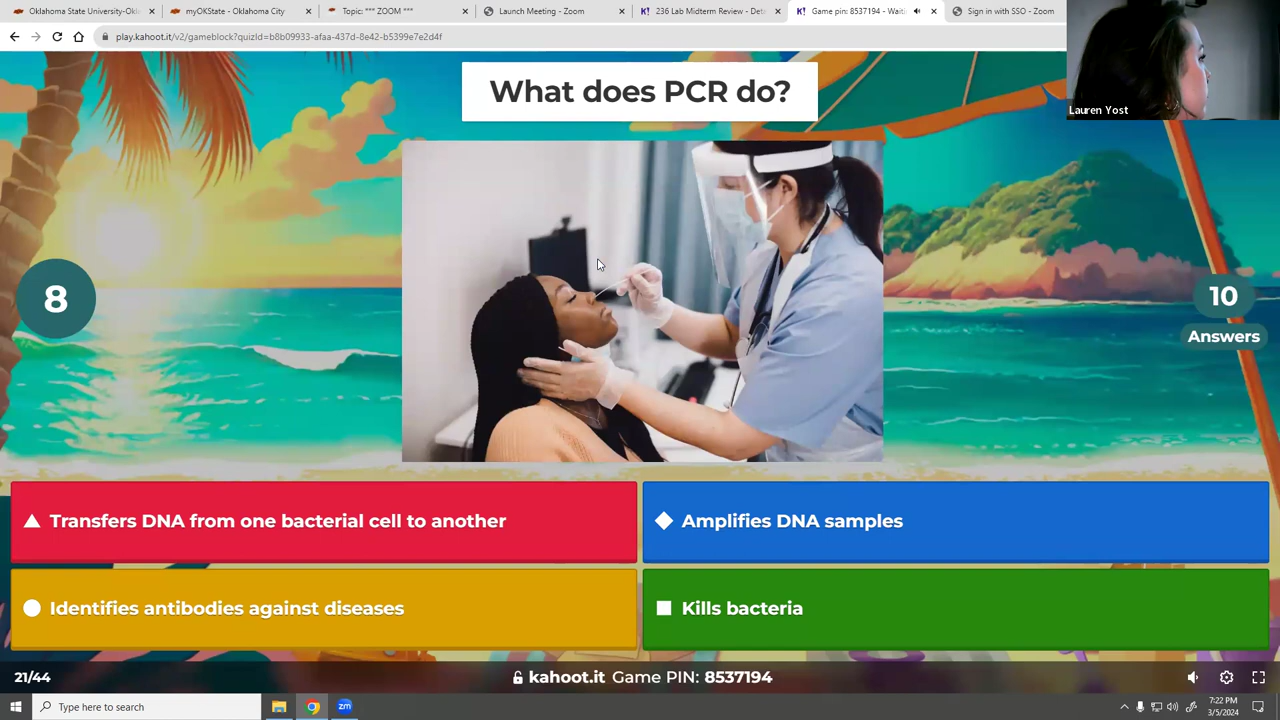 Oklahoma State University-Okl
myOKState - Oklahoma City
Topic: *** ZOOM ***
Launch Meeting - Zoom
K! 236 Lab Midterm Review - Det
K! Game pin: 8537194 - Waiti
Sign in with SSO - Zoom
play.kahoot.it/v2/gameblock?quizId=b8b09933-afaa-437d-8e42-b5399e7e2d4f
What does PCR do?
Lauren Yost
8
10
Answers
Transfers DNA from one bacterial cell to another
Amplifies DNA samples
Identifies antibodies against diseases
Kills bacteria
21/44
kahoot.it Game PIN: 8537194
Type here to search
7:22 PM
3/5/2024